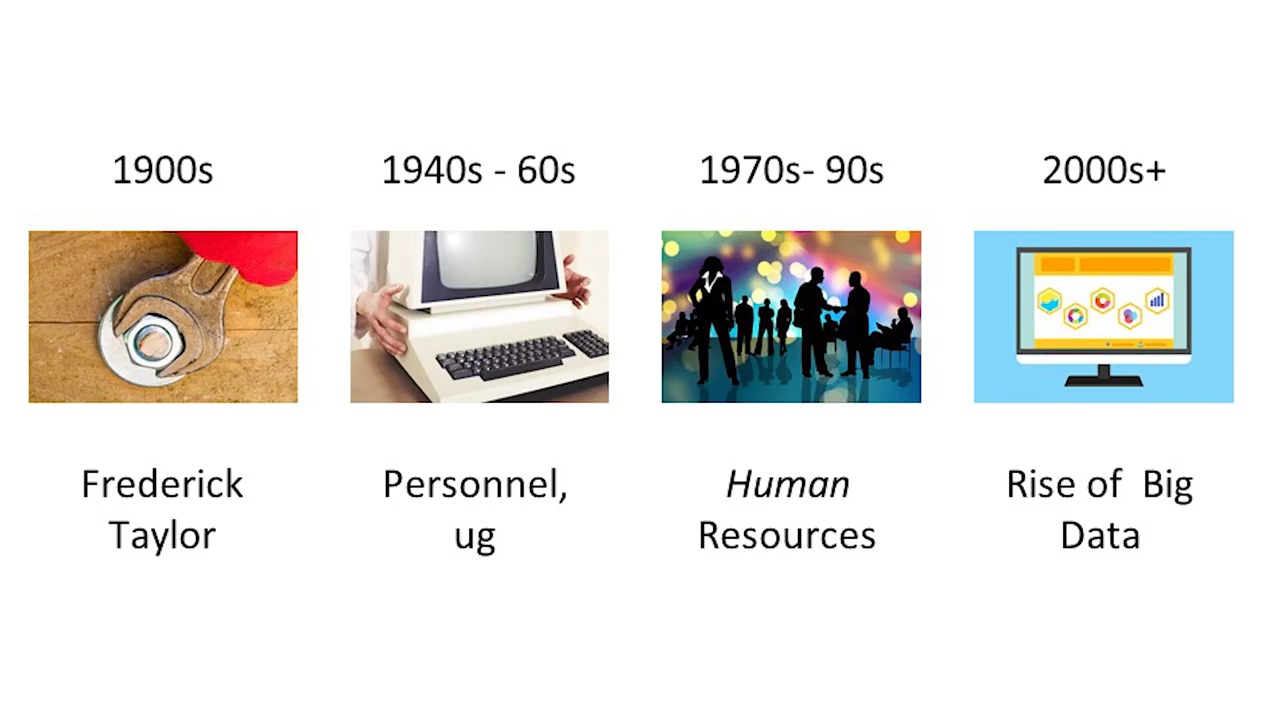 1900s
1940s - 60s
1970s- 90s
2000s+
Frederick
Taylor
Personnel,
ug
Human
Resources
Rise of  Big
Data